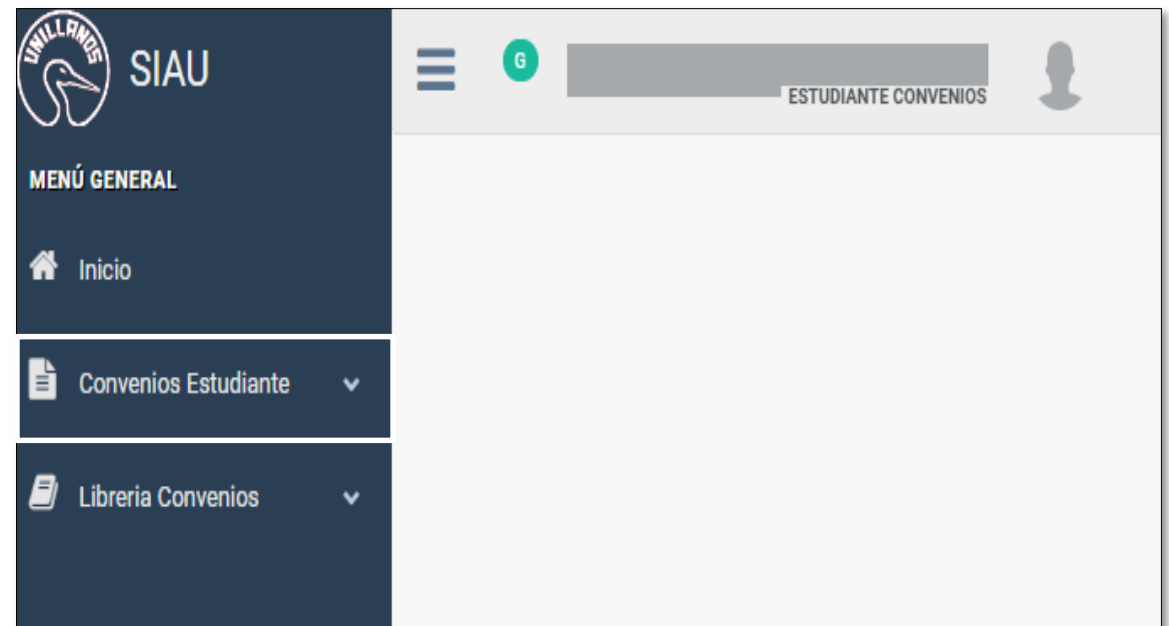 UNILLANOS
SIAU
G
ESTUDIANTE CONVENIOS
MENÚ GENERAL
Inicio
Convenios Estudiante
Libreria Convenios